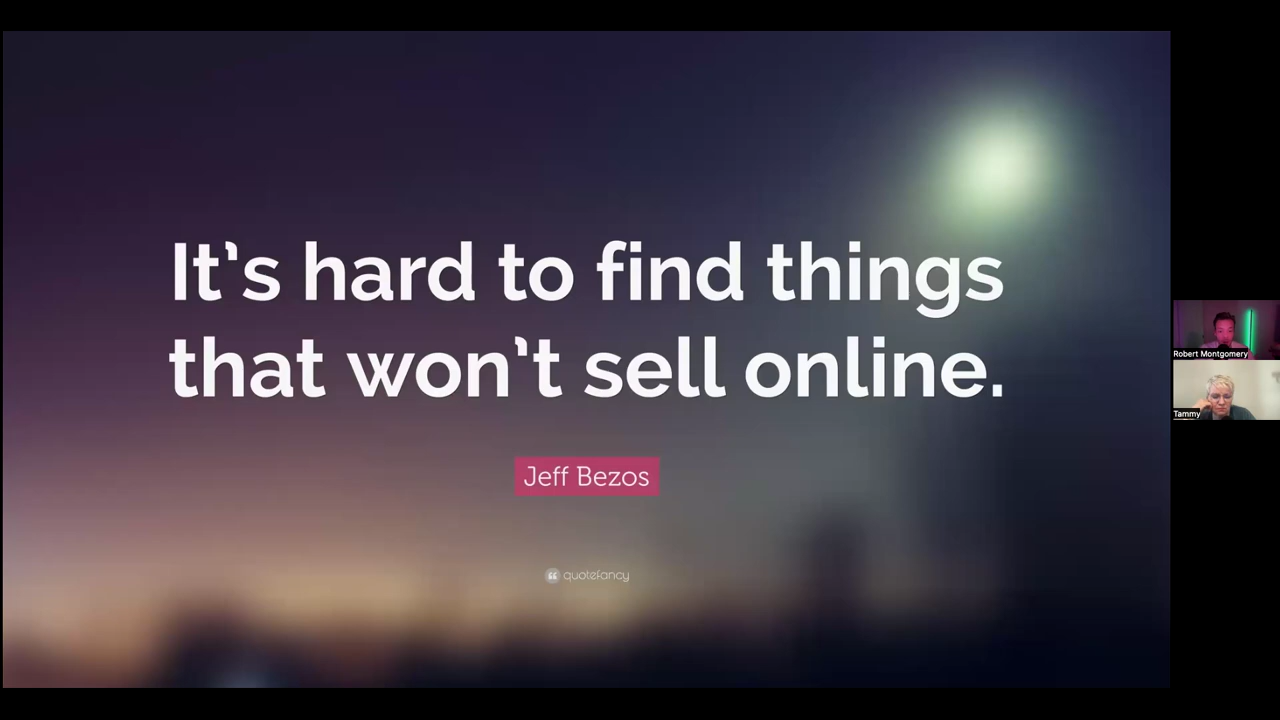 It’s hard to find things
that won’t sell online.
Jeff Bezos
quotefancy
Robert Montgomery
Tammy